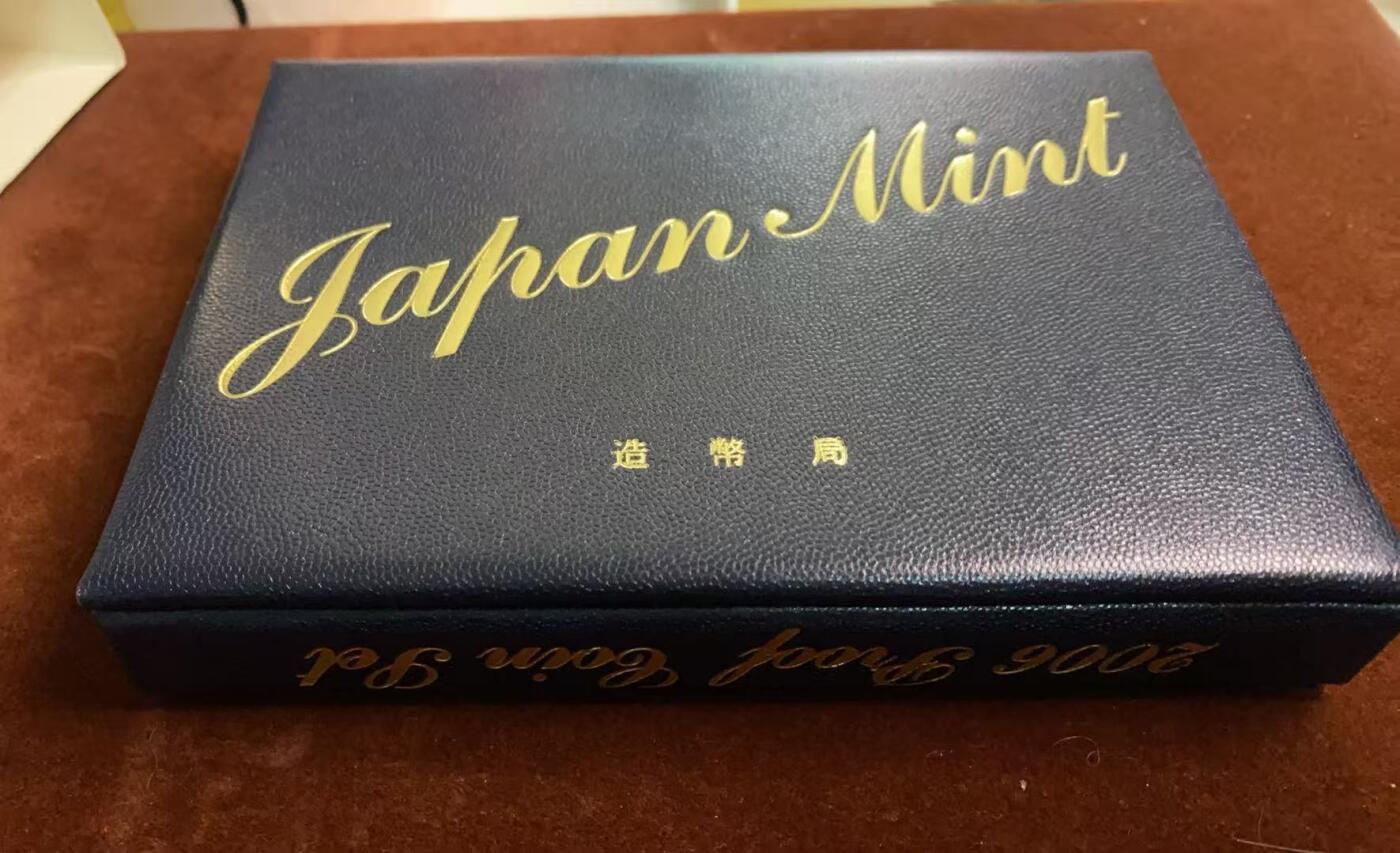 Japan Mint
造幣局
2006 Proof Coin Set